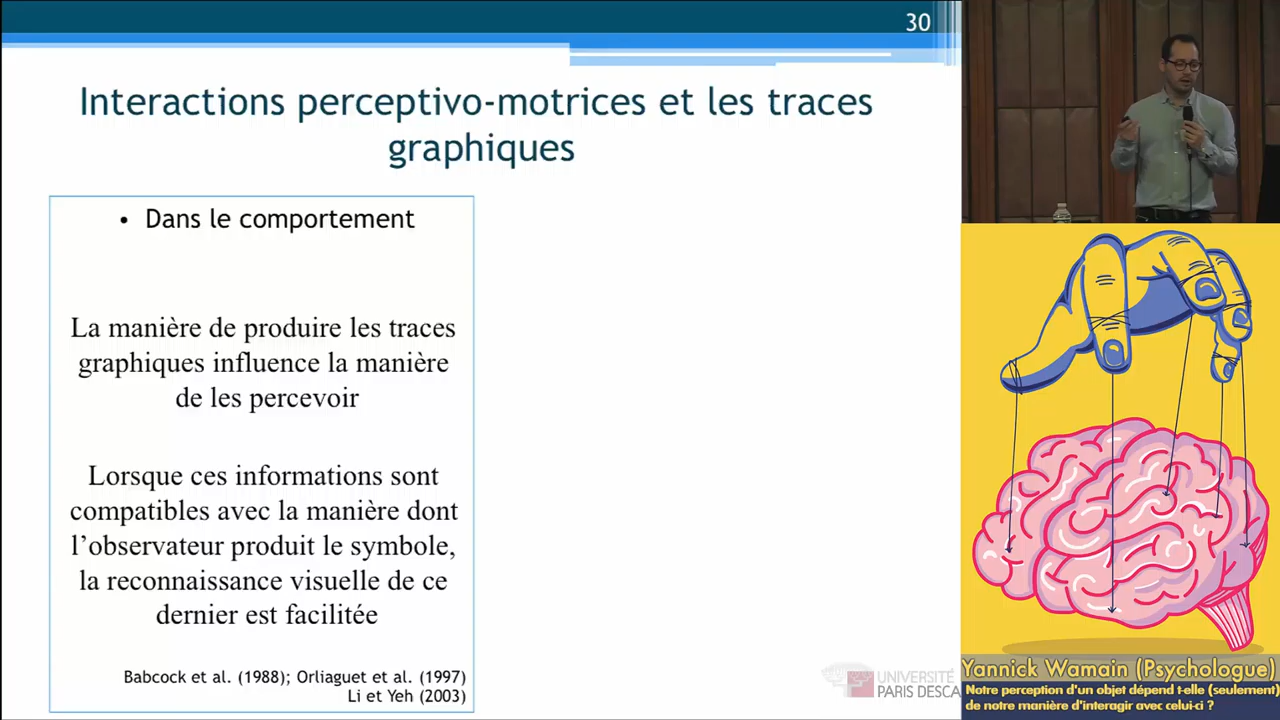 30
Interactions perceptivo-motrices et les traces
graphiques
• Dans le comportement
La manière de produire les traces
graphiques influence la manière
de les percevoir
Lorsque ces informations sont
compatibles avec la manière dont
l’observateur produit le symbole,
la reconnaissance visuelle de ce
dernier est facilitée
Babcock et al. (1988); Orliaguet et al. (1997)
Li et Yeh (2003)
UNIVERSITÉ
PARIS DESCA
Yannick Wamain (Psychologue)
Notre perception d'un objet dépend t-elle (seulement)
de notre manière d'interagir avec celui-ci ?